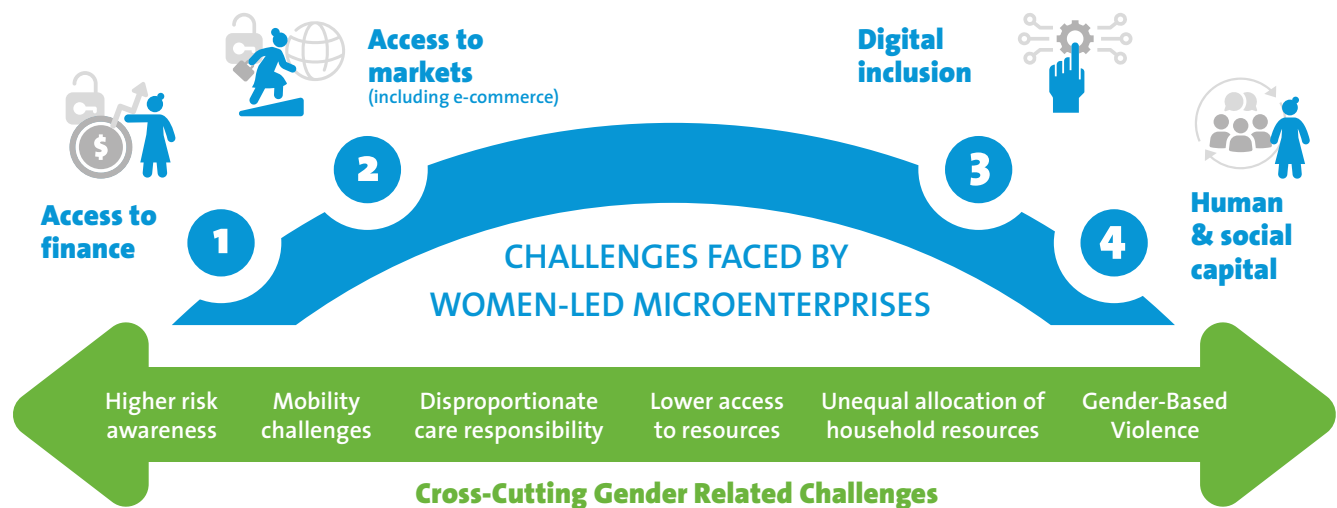 Access to
finance
1
Access to
markets
(including e-commerce)
2
Digital
inclusion
3
Human
& social
capital
4
CHALLENGES FACED BY
WOMEN-LED MICROENTERPRISES
Higher risk
awareness
Mobility
challenges
Disproportionate
care responsibility
Lower access
to resources
Unequal allocation of
household resources
Gender-Based
Violence
Cross-Cutting Gender Related Challenges
$